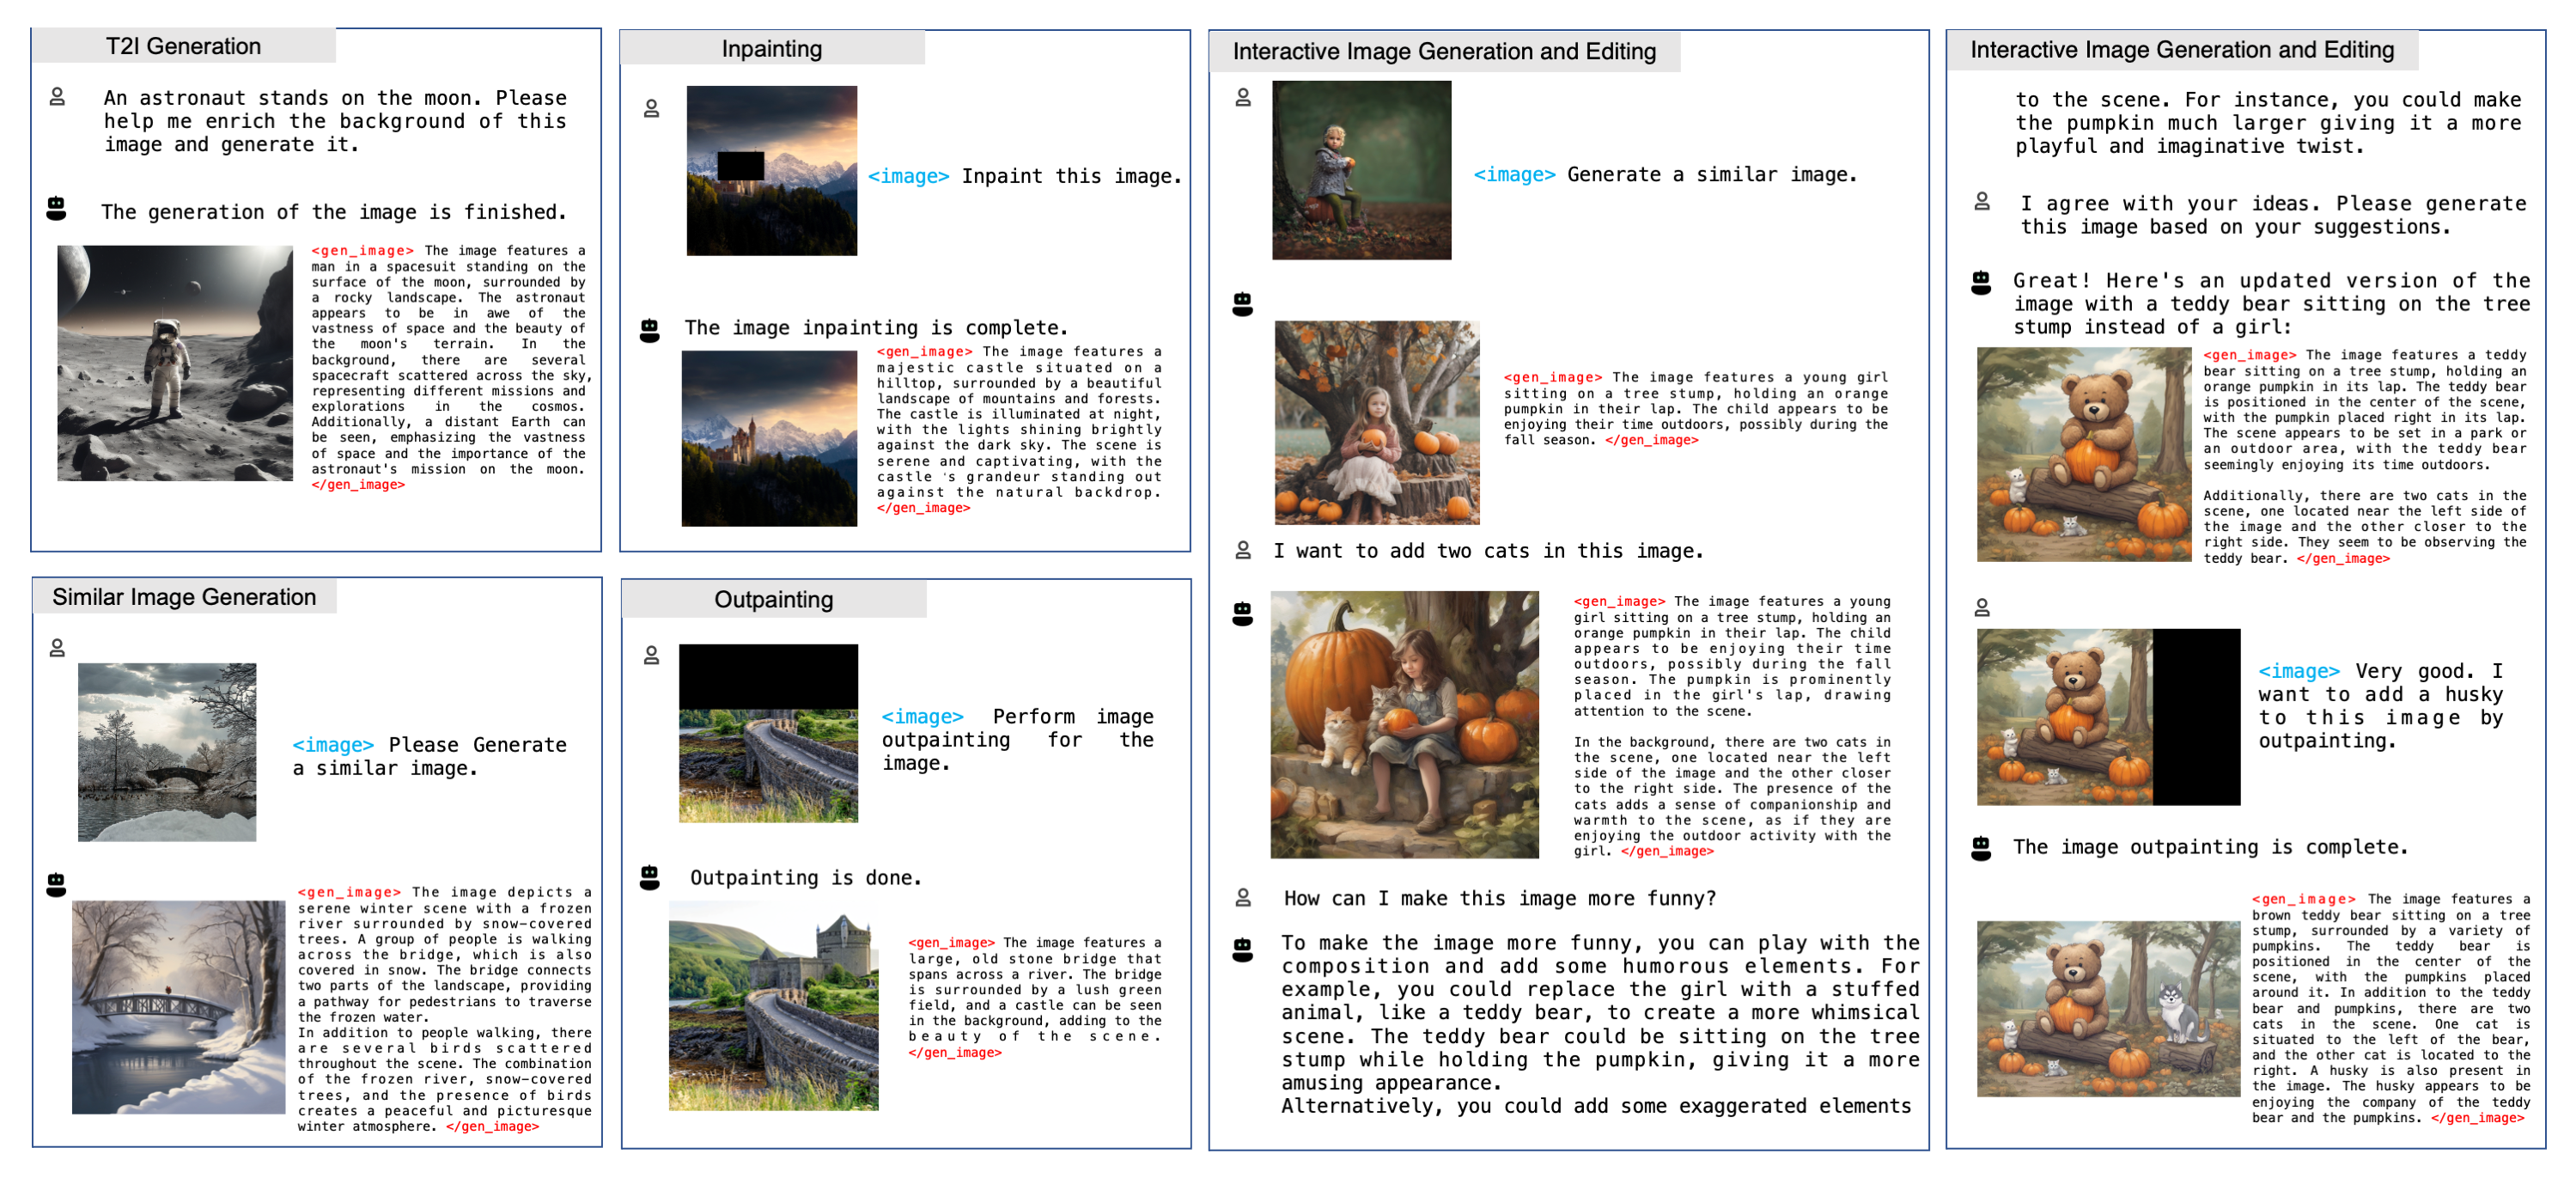 T2I Generation
An astronaut stands on the moon. Please
help me enrich the background of this
image and generate it.
The generation of the image is finished.
<gen_image> The image features a
man in a spacesuit standing on the
surface of the moon, surrounded by
a rocky landscape. The astronaut
appears to be in awe of the
vastness of space and the beauty of
the moon's terrain. In the
background, there are several
spacecraft scattered across the sky,
representing different missions and
explorations in the cosmos.
Additionally, a distant Earth can
be seen, emphasizing the vastness
of space and the importance of the
astronaut's mission on the moon.
</gen_image>
Similar Image Generation
<image> Please Generate
a similar image.
<gen_image> The image depicts a
serene winter scene with a frozen
river surrounded by snow-covered
trees. A group of people is walking
across the bridge, which is also
covered in snow. The bridge connects
two parts of the landscape, providing
a pathway for pedestrians to traverse
the frozen water.
In addition to people walking, there
are several birds scattered
throughout the scene. The combination
of the frozen river, snow-covered
trees, and the presence of birds
creates a peaceful and picturesque
winter atmosphere. </gen_image>
Inpainting
<image> Inpaint this image.
The image inpainting is complete.
<gen_image> The image features a
majestic castle situated on a
hilltop, surrounded by a beautiful
landscape of mountains and forests.
The castle is illuminated at night,
with the lights shining brightly
against the dark sky. The scene is
serene and captivating, with the
castle 's grandeur standing out
against the natural backdrop.
</gen_image>
Outpainting
<image> Perform image
outpainting for the
image.
Outpainting is done.
<gen_image> The image features a
large, old stone bridge that
spans across a river. The bridge
is surrounded by a lush green
field, and a castle can be seen
in the background, adding to the
beauty of the scene.
</gen_image>
Interactive Image Generation and Editing
<image> Generate a similar image.
<gen_image> The image features a young girl
sitting on a tree stump, holding an orange
pumpkin in their lap. The child appears to be
enjoying their time outdoors, possibly during the
fall season. </gen_image>
I want to add two cats in this image.
<gen_image> The image features a young
girl sitting on a tree stump, holding an
orange pumpkin in their lap. The child
appears to be enjoying their time
outdoors, possibly during the fall
season. The pumpkin is prominently
placed in the girl's lap, drawing
attention to the scene.
In the background, there are two cats in
the scene, one located near the left
side of the image and the other closer
to the right side. The presence of the
cats adds a sense of companionship and
warmth to the scene, as if they are
enjoying the outdoor activity with the
girl. </gen_image>
How can I make this image more funny?
To make the image more funny, you can play with the
composition and add some humorous elements. For
example, you could replace the girl with a stuffed
animal, like a teddy bear, to create a more whimsical
scene. The teddy bear could be sitting on the tree
stump while holding the pumpkin, giving it a more
amusing appearance.
Alternatively, you could add some exaggerated elements
Interactive Image Generation and Editing
to the scene. For instance, you could make
the pumpkin much larger giving it a more
playful and imaginative twist.
I agree with your ideas. Please generate
this image based on your suggestions.
Great! Here's an updated version of the
image with a teddy bear sitting on the tree
stump instead of a girl:
<gen_image> The image features a teddy
bear sitting on a tree stump, holding an
orange pumpkin in its lap. The teddy bear
is positioned in the center of the scene,
with the pumpkin placed right in its lap.
The scene appears to be set in a park or
an outdoor area, with the teddy bear
seemingly enjoying its time outdoors.
Additionally, there are two cats in the
scene, one located near the left side of
the image and the other closer to the
right side. They seem to be observing the
teddy bear. </gen_image>
<image> Very good. I
want to add a husky
to this image by
outpainting.
The image outpainting is complete.
<gen_image> The image features a
brown teddy bear sitting on a tree
stump, surrounded by a variety of
pumpkins. The teddy bear is
positioned in the center of the
scene, with the pumpkins placed
around it. In addition to the teddy
bear and pumpkins, there are two
cats in the scene. One cat is
situated to the left of the bear,
and the other cat is located to the
right. A husky is also present in
the image. The husky appears to be
enjoying the company of the teddy
bear and the pumpkins. </gen_image>